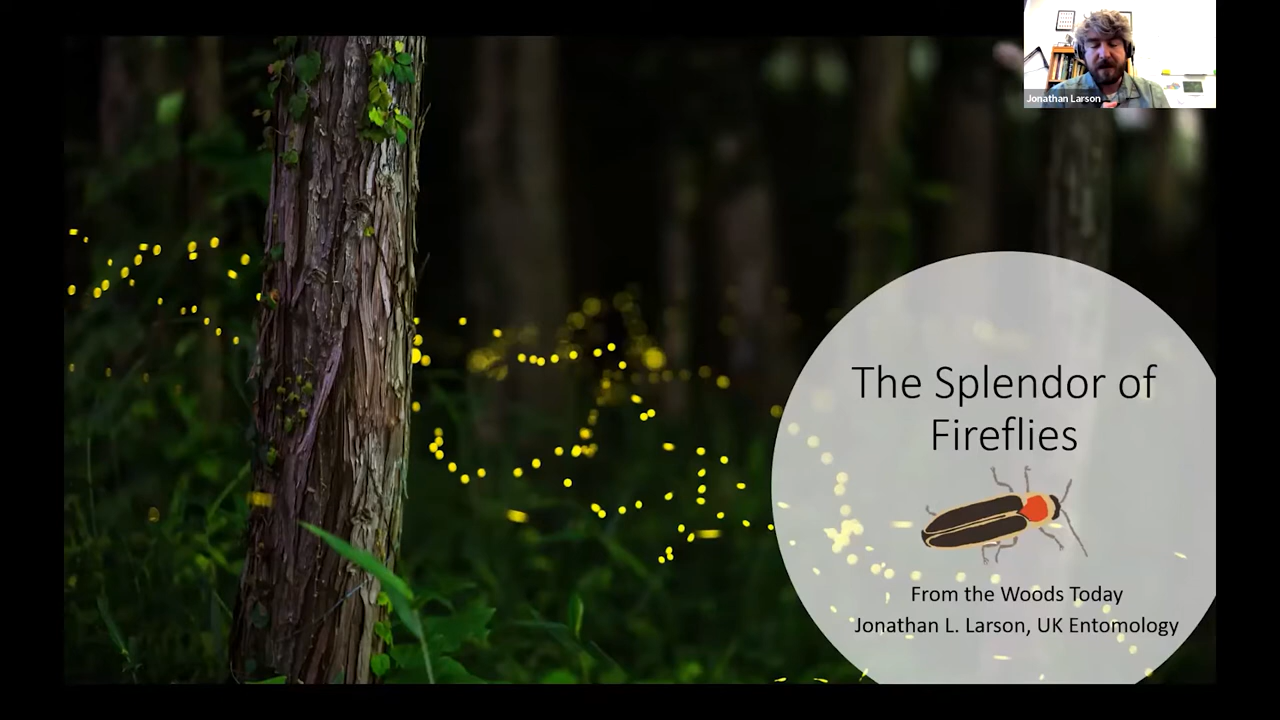 Jonathan Larson
The Splendor of
Fireflies
From the Woods Today
Jonathan L. Larson, UK Entomology